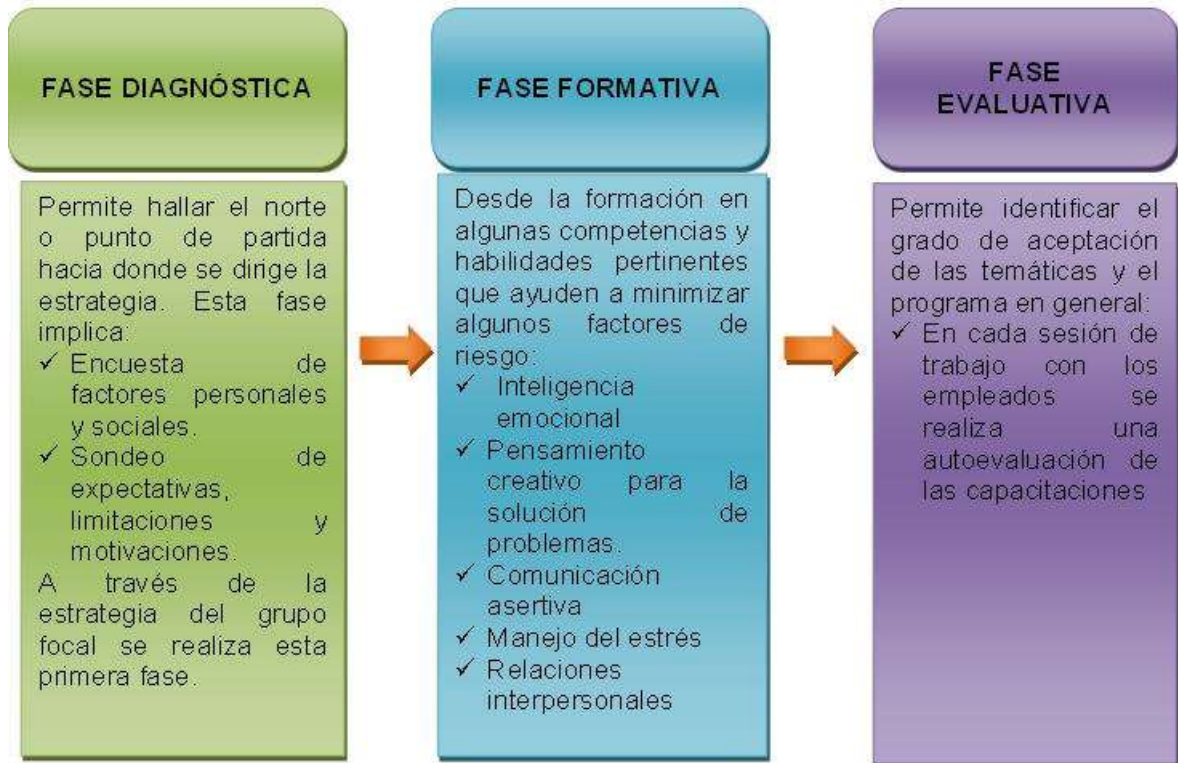 FASE DIAGNÓSTICA
Permite hallar el norte
o punto de partida
hacia donde se dirige la
estrategia. Esta fase
implica:
✓ Encuesta de
factores personales
y sociales.
✓ Sondeo de
expectativas,
limitaciones y
motivaciones.
A través de la
estrategia del grupo
focal se realiza esta
primera fase.
FASE FORMATIVA
Desde la formación en
algunas competencias y
habilidades pertinentes
que ayuden a minimizar
algunos factores de
riesgo:
✓ Inteligencia
emocional
✓ Pensamiento
creativo para la
solución de
problemas.
✓ Comunicación
asertiva
✓ Manejo del estrés
✓ Relaciones
interpersonales
FASE
EVALUATIVA
Permite identificar el
grado de aceptación
de las temáticas y el
programa en general:
✓ En cada sesión de
trabajo con los
empleados se
realiza una
autoevaluación de
las capacitaciones